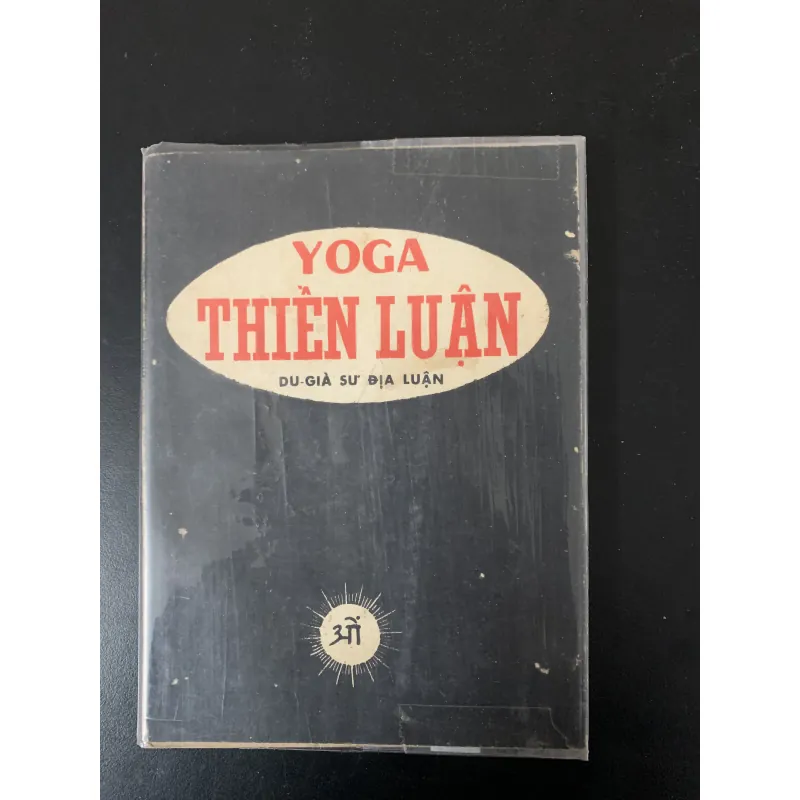 YOGA
THIỀN LUẬN
DU-GIÀ SƯ ĐỊA LUẬN
ओं